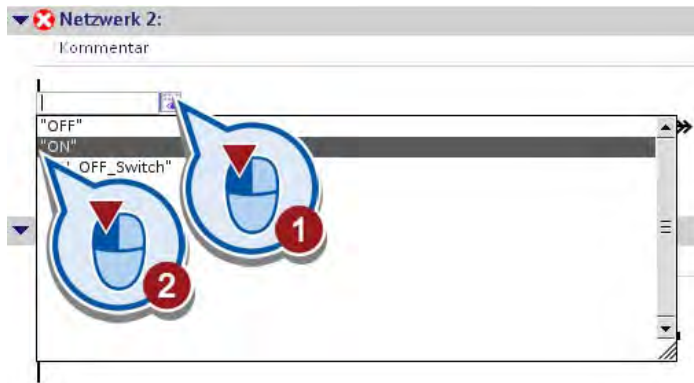 Netzwerk 2:
Kommentar
"OFF"
"ON"
OFF_Switch"
1
2